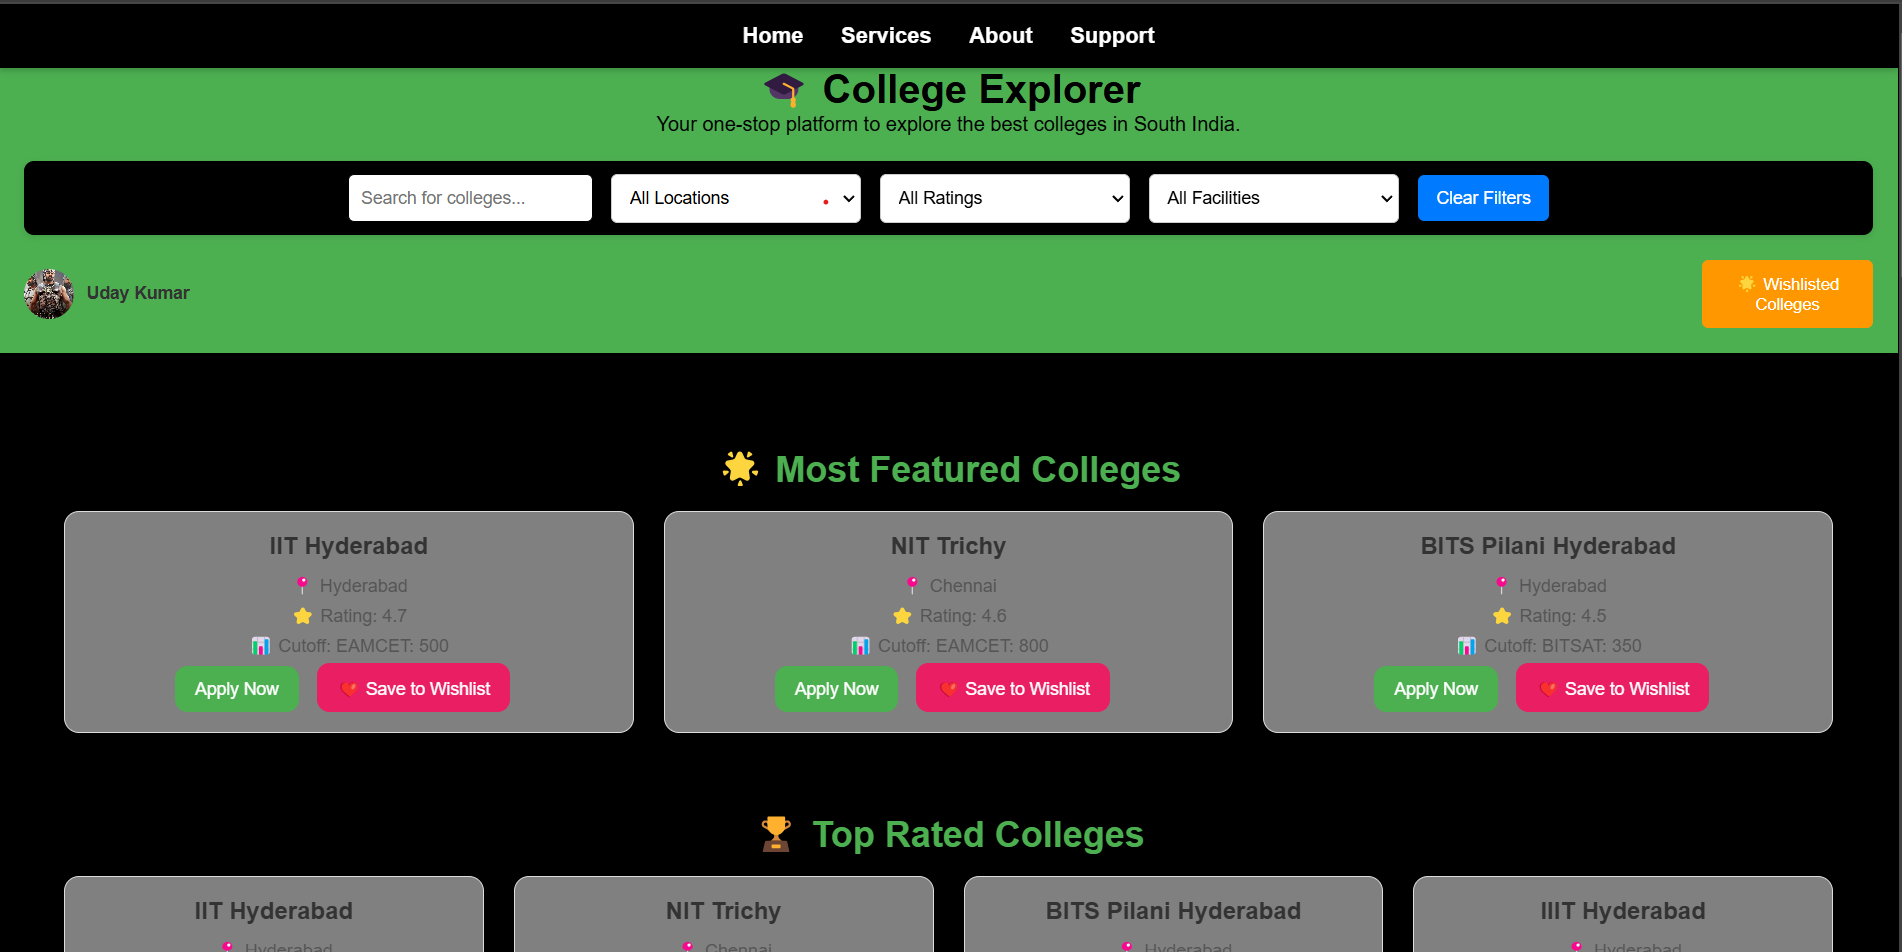 Home Services About Support
College Explorer
Your one-stop platform to explore the best colleges in South India.
Search for colleges... All Locations All Ratings All Facilities Clear Filters
Uday Kumar
Wishlisted
Colleges
Most Featured Colleges
IIT Hyderabad
Hyderabad
Rating: 4.7
Cutoff: EAMCET: 500
Apply Now Save to Wishlist
NIT Trichy
Chennai
Rating: 4.6
Cutoff: EAMCET: 800
Apply Now Save to Wishlist
BITS Pilani Hyderabad
Hyderabad
Rating: 4.5
Cutoff: BITSAT: 350
Apply Now Save to Wishlist
Top Rated Colleges
IIT Hyderabad
Hyderabad
NIT Trichy
Chennai
BITS Pilani Hyderabad
Hyderabad
IIIT Hyderabad
Hyderabad